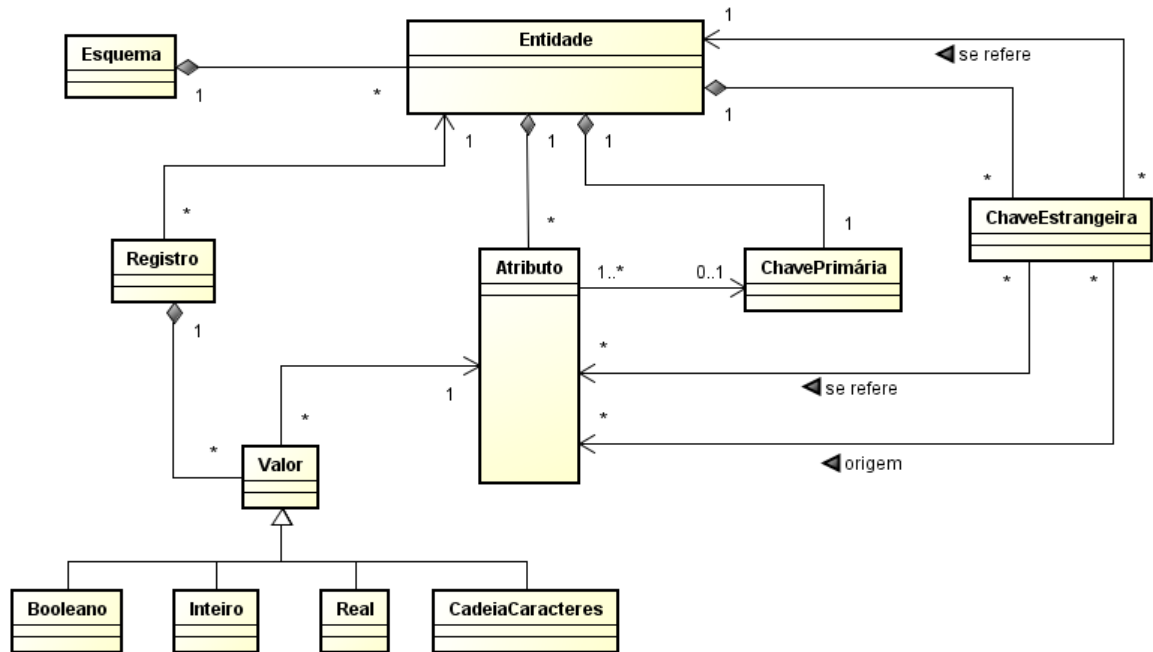 1
Entidade
Esquema
se refere
1
*
1
1
1
1
*
*
*
ChaveEstrangeira
Registro
*
1
Atributo
1..*
0..1
ChavePrimária
*
*
1
*
1
se refere
*
*
*
Valor
origem
Booleano
Inteiro
Real
CadeiaCaracteres